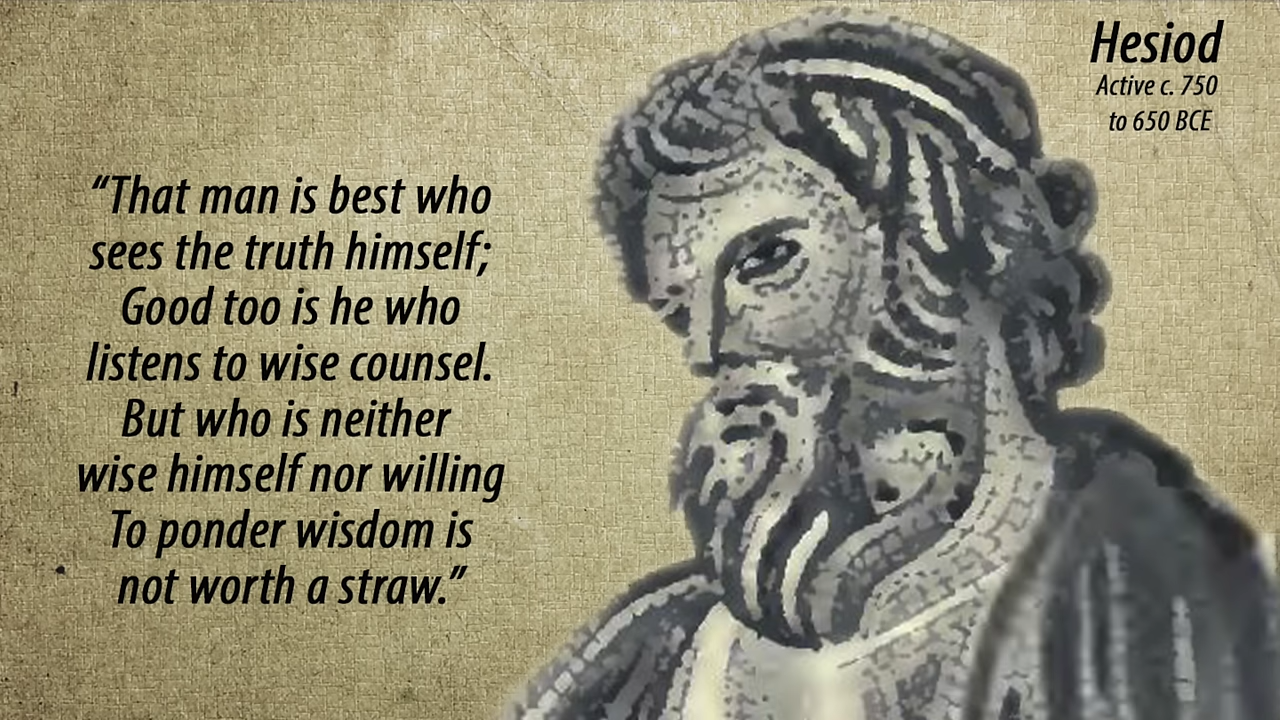 Hesiod
Active c. 750
to 650 BCE
“That man is best who
sees the truth himself;
Good too is he who
listens to wise counsel.
But who is neither
wise himself nor willing
To ponder wisdom is
not worth a straw.”